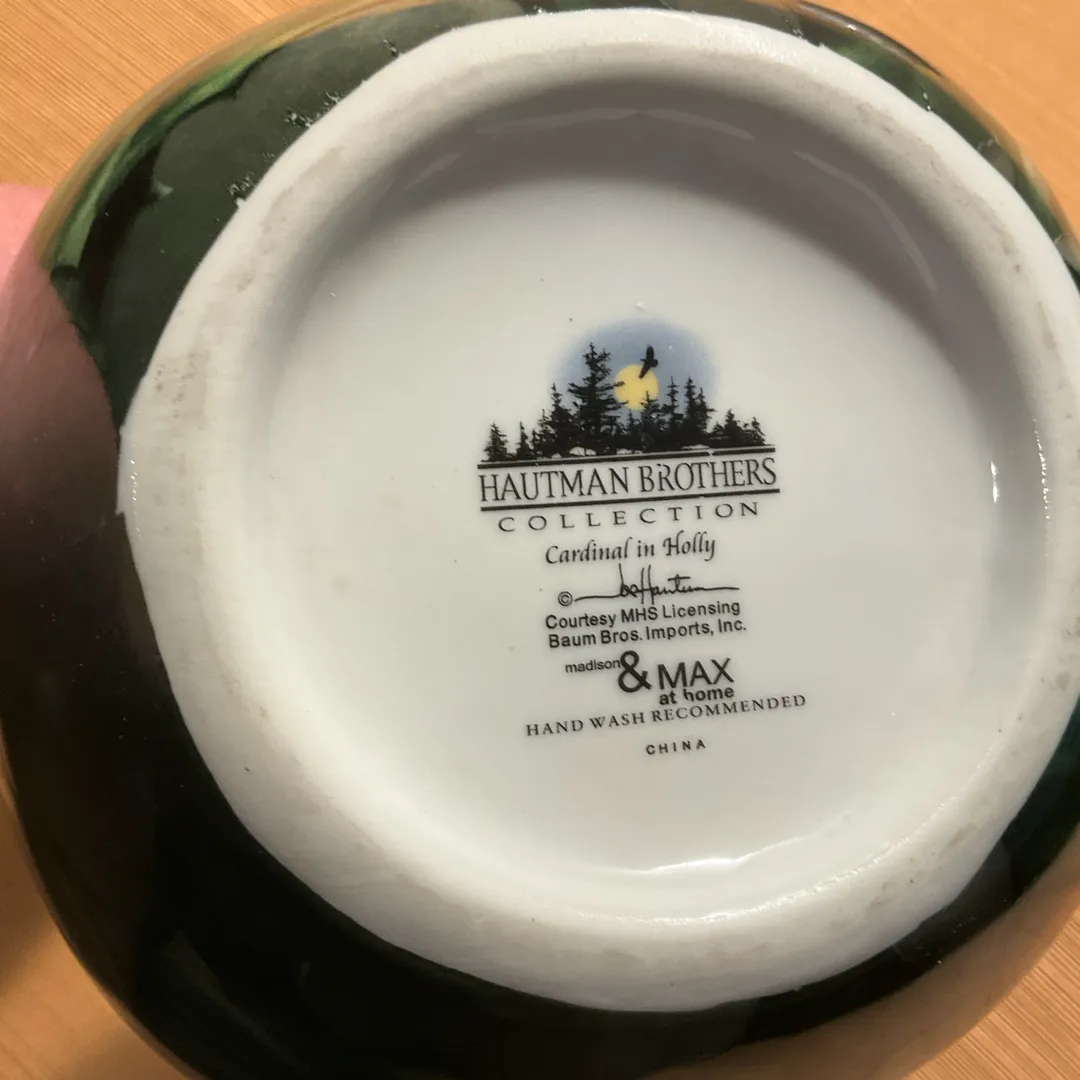 HAUTMAN BROTHERS
COLLECTION
Cardinal in Holly
© JoeHautman
Courtesy MHS Licensing
Baum Bros. Imports, Inc.
madison & MAX
at home
HAND WASH RECOMMENDED
CHINA